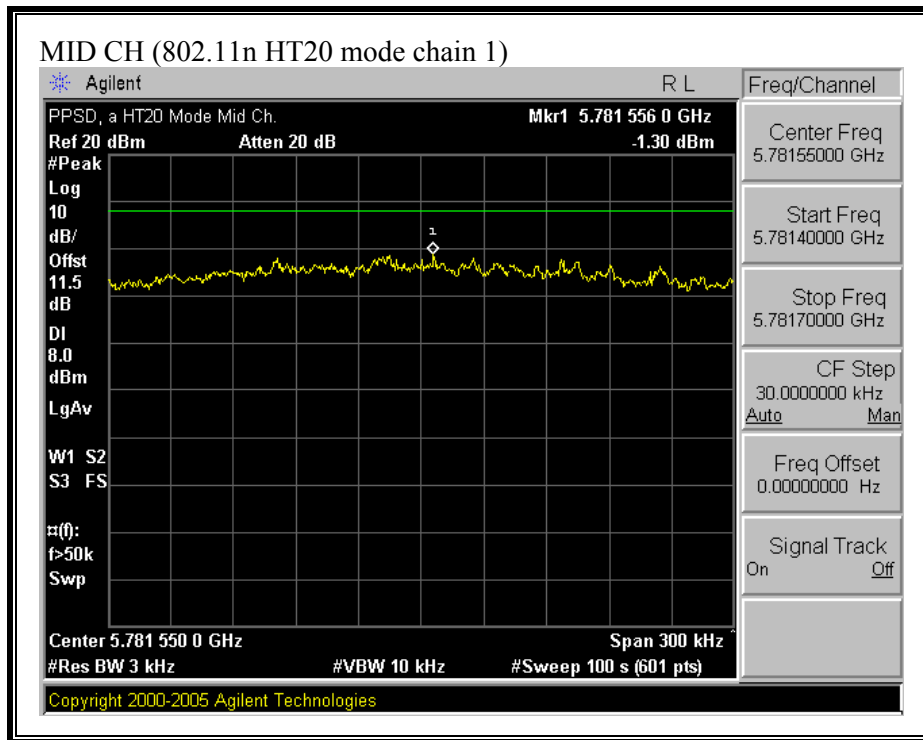 MID CH (802.11n HT20 mode chain 1)
Agilent R L
PPSD, a HT20 Mode Mid Ch. Mkr1 5.781 556 0 GHz
Ref 20 dBm Atten 20 dB -1.30 dBm
#Peak
Log
10
dB/
Offst
11.5
dB
DI
8.0
dBm
LgAv
W1 S2
S3 FS
¤(f):
f>50k
Swp
1
Center 5.781 550 0 GHz Span 300 kHz ^
#Res BW 3 kHz #VBW 10 kHz #Sweep 100 s (601 pts)
Copyright 2000-2005 Agilent Technologies
Freq/Channel
Center Freq
5.78155000 GHz
Start Freq
5.78140000 GHz
Stop Freq
5.78170000 GHz
CF Step
30.0000000 kHz
Auto Man
Freq Offset
0.00000000 Hz
Signal Track
On Off